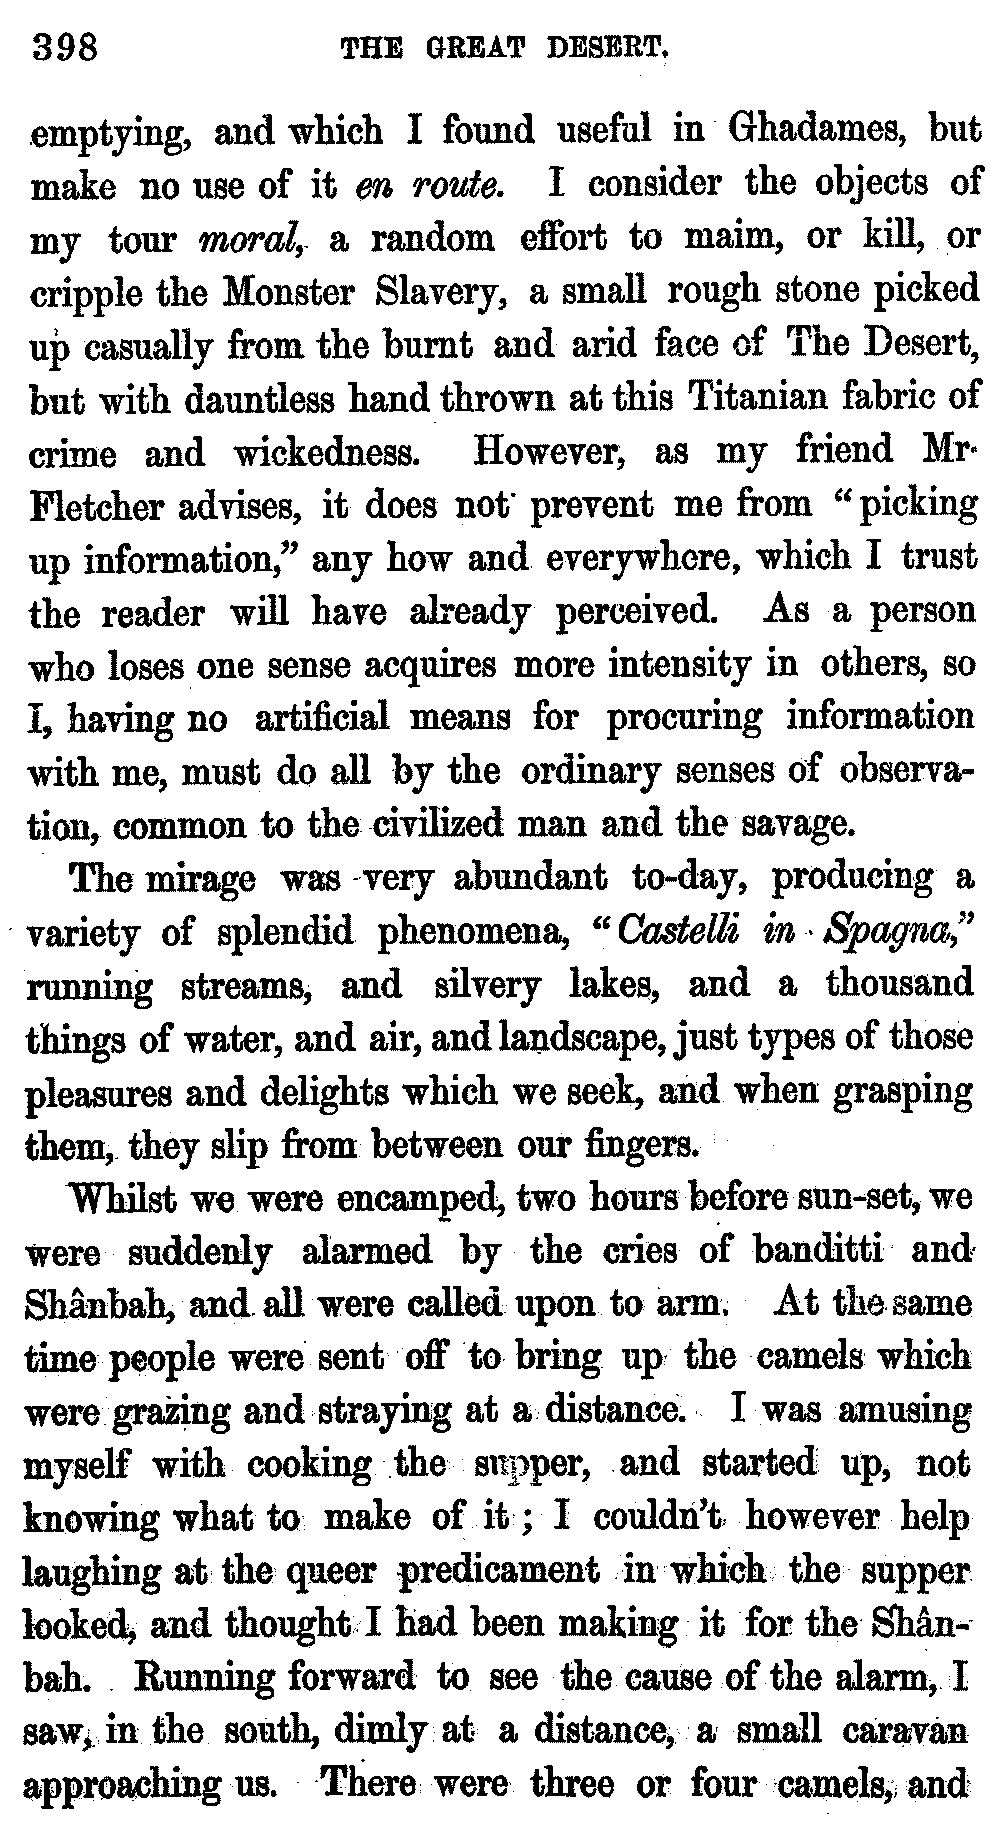 398 THE GREAT DESERT.
emptying, and which I found useful in Ghadames, but
make no use of it en route. I consider the objects of
my tour moral, a random effort to maim, or kill, or
cripple the Monster Slavery, a small rough stone picked
up casually from the burnt and arid face of The Desert,
but with dauntless hand thrown at this Titanian fabric of
crime and wickedness. However, as my friend Mr.
Fletcher advises, it does not prevent me from “picking
up information,” any how and everywhere, which I trust
the reader will have already perceived. As a person
who loses one sense acquires more intensity in others, so
I, having no artificial means for procuring information
with me, must do all by the ordinary senses of observa-
tion, common to the civilized man and the savage.
The mirage was very abundant to-day, producing a
variety of splendid phenomena, “Castelli in Spagna,”
running streams, and silvery lakes, and a thousand
things of water, and air, and landscape, just types of those
pleasures and delights which we seek, and when grasping
them, they slip from between our fingers.
Whilst we were encamped, two hours before sun-set, we
were suddenly alarmed by the cries of banditti and
Shânbah, and all were called upon to arm. At the same
time people were sent off to bring up the camels which
were grazing and straying at a distance. I was amusing
myself with cooking the supper, and started up, not
knowing what to make of it; I couldn’t however help
laughing at the queer predicament in which the supper
looked, and thought I had been making it for the Shân-
bah. Running forward to see the cause of the alarm, I
saw, in the south, dimly at a distance, a small caravan
approaching us. There were three or four camels, and